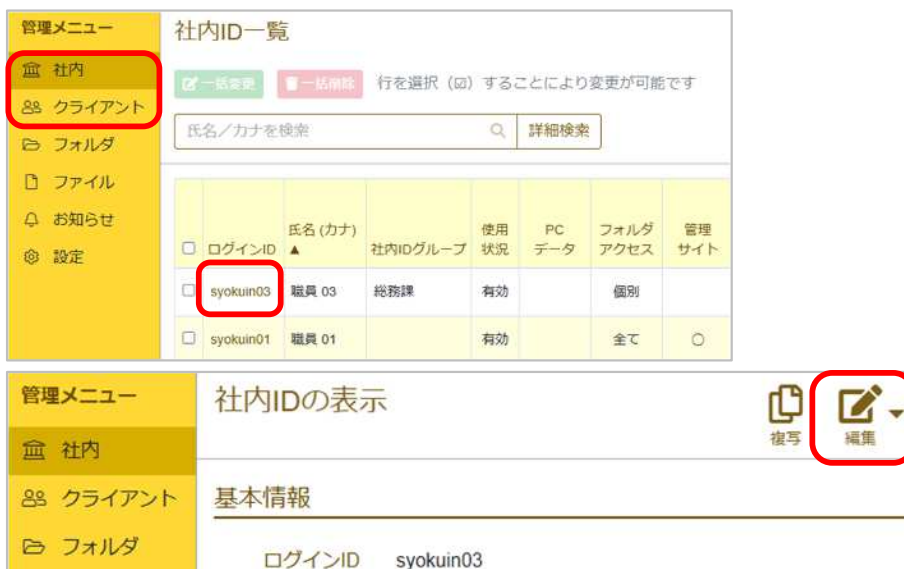 管理メニュー
社内
クライアント
フォルダ
ファイル
お知らせ
設定
社内ID一覧
一括変更 一括削除 行を選択（☑）することにより変更が可能です
氏名／カナを検索 詳細検索
ログインID 氏名(カナ)▲ 社内IDグループ 使用状況 PCデータ フォルダアクセス 管理サイト
syokuin03 職員 03 総務課 有効 個別
syokuin01 職員 01 有効 全て ○
管理メニュー
社内
クライアント
フォルダ
社内IDの表示
複写 編集
基本情報
ログインID syokuin03